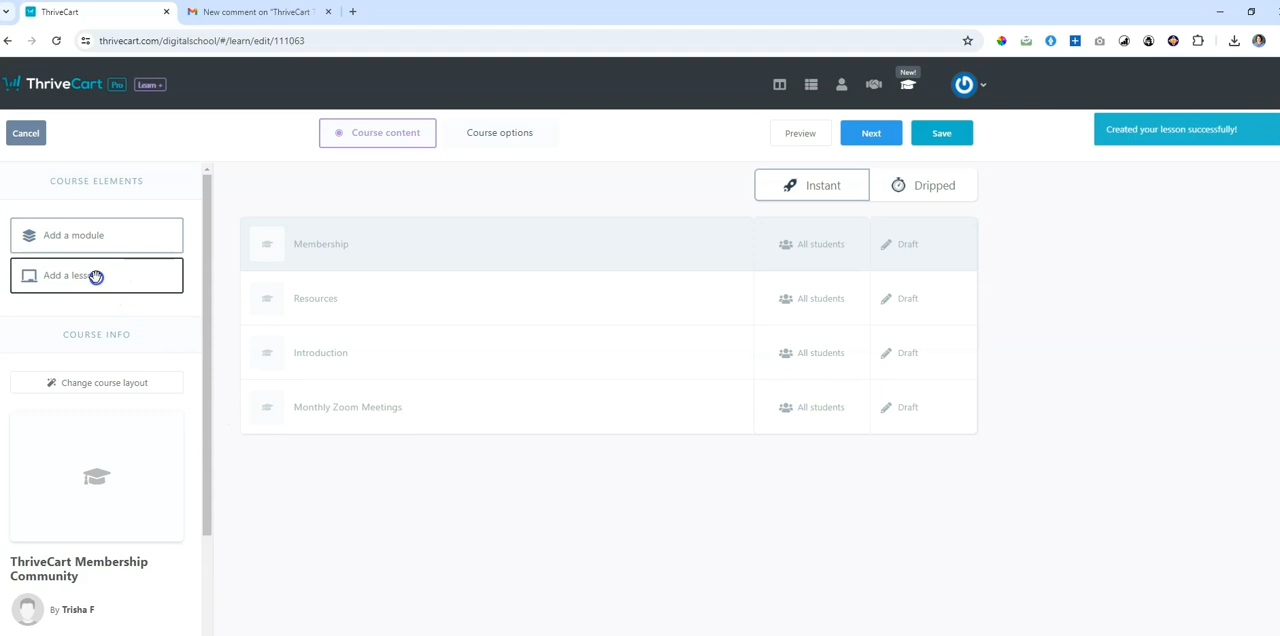 ThriveCart
New comment on "ThriveCart
thrivecart.com/digitalschool/#/learn/edit/111063
ThriveCart Pro Learn +
New!
Cancel
Course content
Course options
Preview
Next
Save
Created your lesson successfully!
COURSE ELEMENTS
Instant
Dripped
Add a module
Membership
All students
Draft
Add a
Resources
All students
Draft
COURSE INFO
Introduction
All students
Draft
Change course layout
Monthly Zoom Meetings
All students
Draft
ThriveCart Membership
Community
By Trisha F